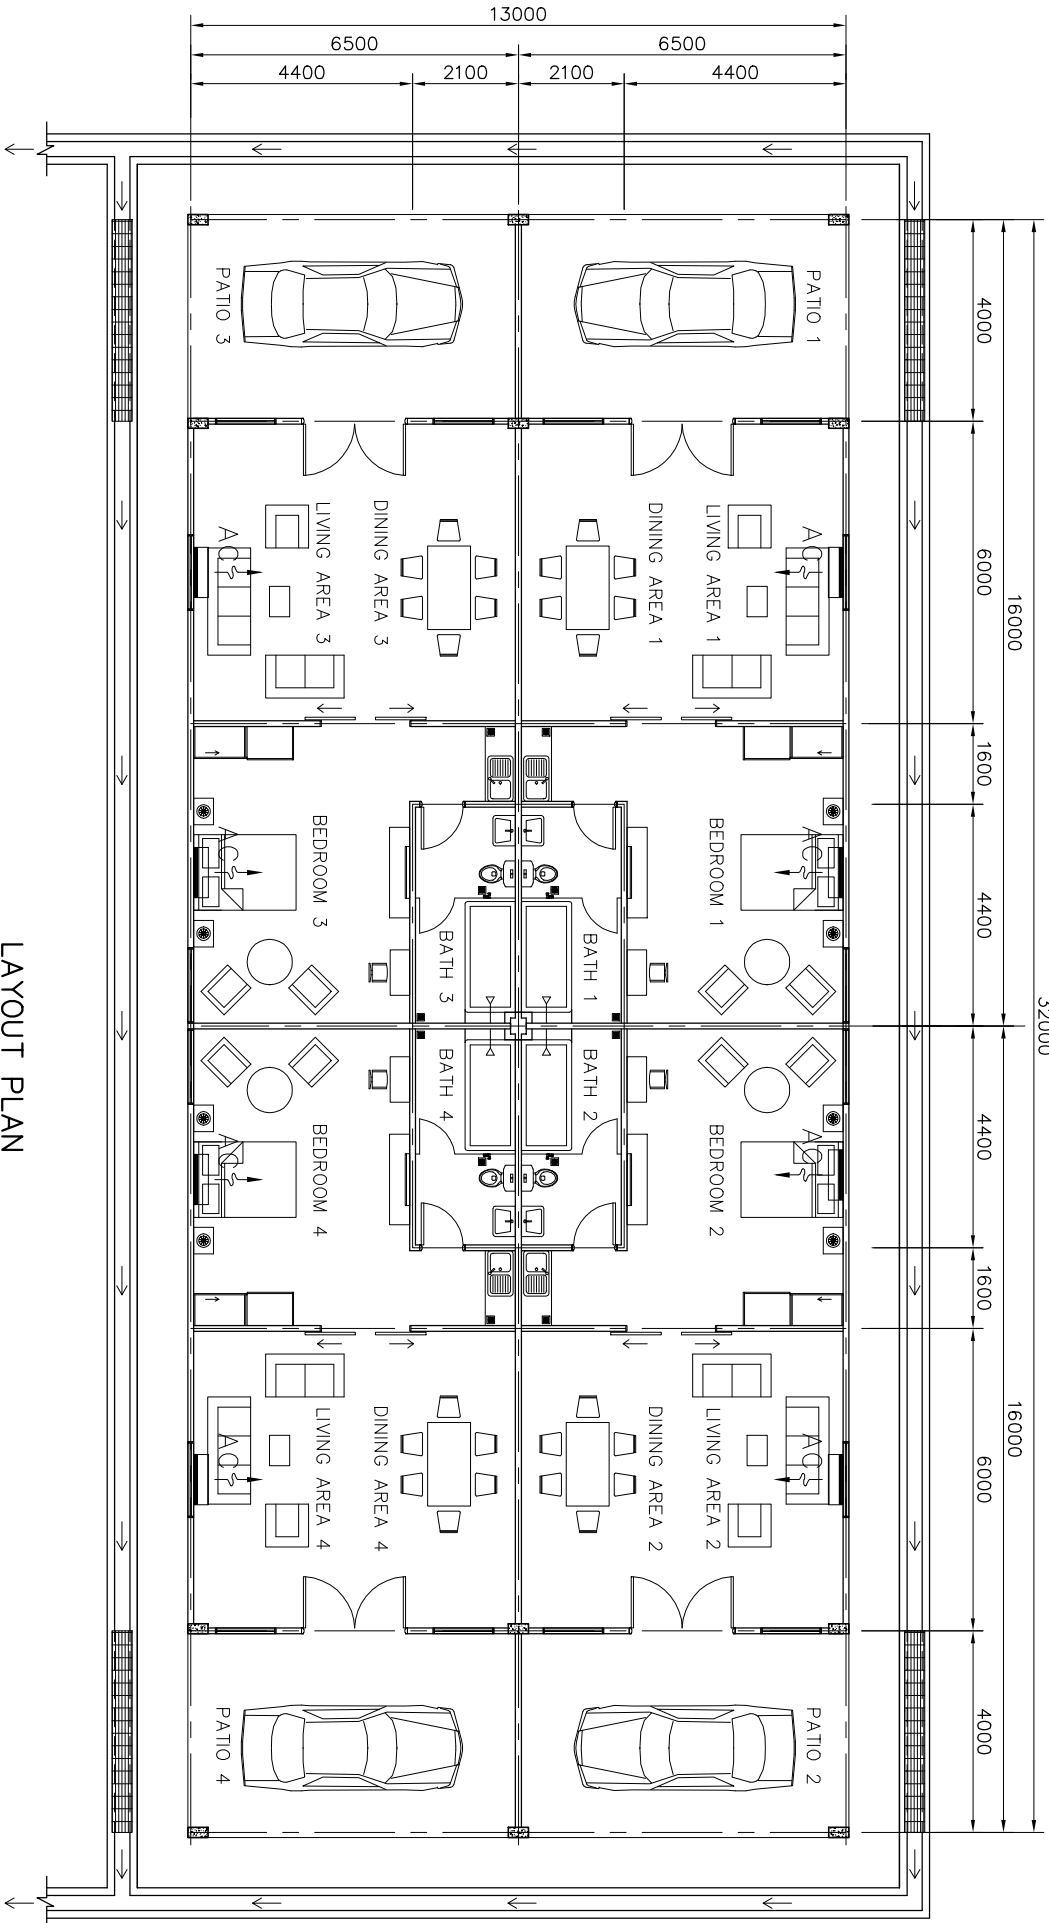 13000
6500
6500
4400
2100
2100
4400
32000
16000
16000
4000
6000
1600
4400
4400
1600
6000
4000
PATIO 1
PATIO 3
LIVING AREA 1
DINING AREA 1
DINING AREA 3
LIVING AREA 3
AC
AC
BEDROOM 1
BEDROOM 3
AC
AC
BATH 1
BATH 3
BATH 2
BATH 4
BEDROOM 2
BEDROOM 4
AC
AC
LIVING AREA 2
DINING AREA 2
DINING AREA 4
LIVING AREA 4
AC
AC
PATIO 2
PATIO 4
LAYOUT PLAN